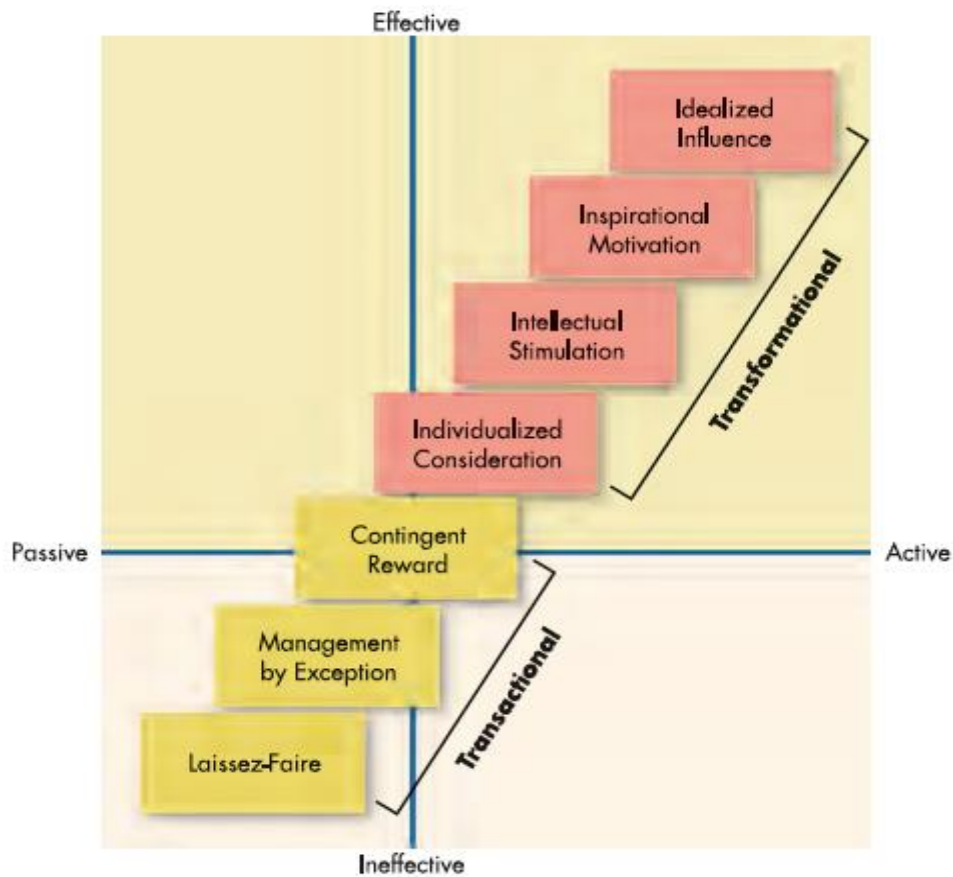 Effective
Idealized
Influence
Inspirational
Motivation
Intellectual
Stimulation
Transformational
Individualized
Consideration
Contingent
Reward
Passive
Active
Management
by Exception
Transactional
Laissez-Faire
Ineffective